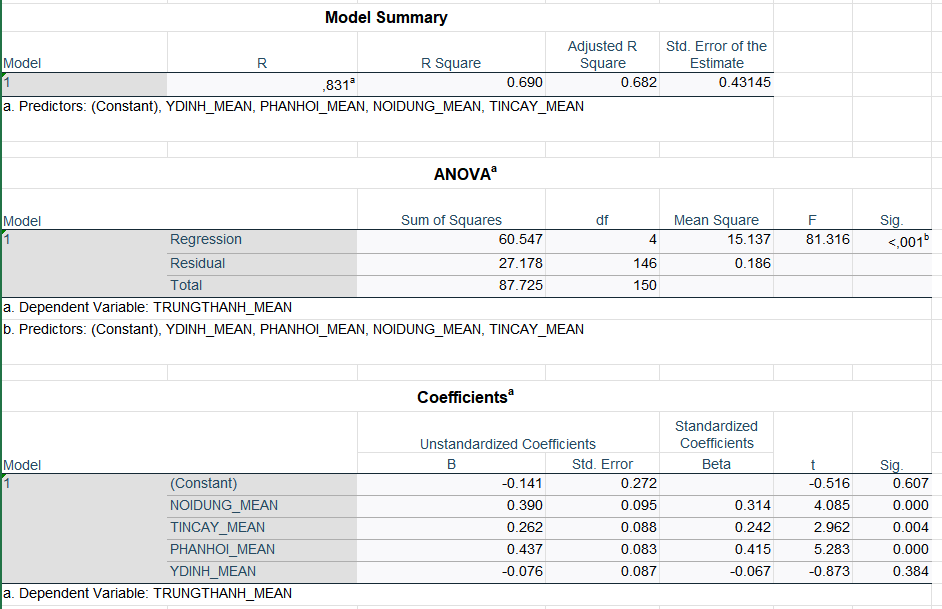 Model Summary
Model R R Square Adjusted R Square Std. Error of the Estimate
1 ,831a 0.690 0.682 0.43145
a. Predictors: (Constant), YDINH_MEAN, PHANHOI_MEAN, NOIDUNG_MEAN, TINCAY_MEAN
ANOVAa
Model Sum of Squares df Mean Square F Sig.
1 Regression 60.547 4 15.137 81.316 <,001b
Residual 27.178 146 0.186
Total 87.725 150
a. Dependent Variable: TRUNGTHANH_MEAN
b. Predictors: (Constant), YDINH_MEAN, PHANHOI_MEAN, NOIDUNG_MEAN, TINCAY_MEAN
Coefficientsa
Model Unstandardized Coefficients Standardized Coefficients t Sig.
B Std. Error Beta
1 (Constant) -0.141 0.272 -0.516 0.607
NOIDUNG_MEAN 0.390 0.095 0.314 4.085 0.000
TINCAY_MEAN 0.262 0.088 0.242 2.962 0.004
PHANHOI_MEAN 0.437 0.083 0.415 5.283 0.000
YDINH_MEAN -0.076 0.087 -0.067 -0.873 0.384
a. Dependent Variable: TRUNGTHANH_MEAN